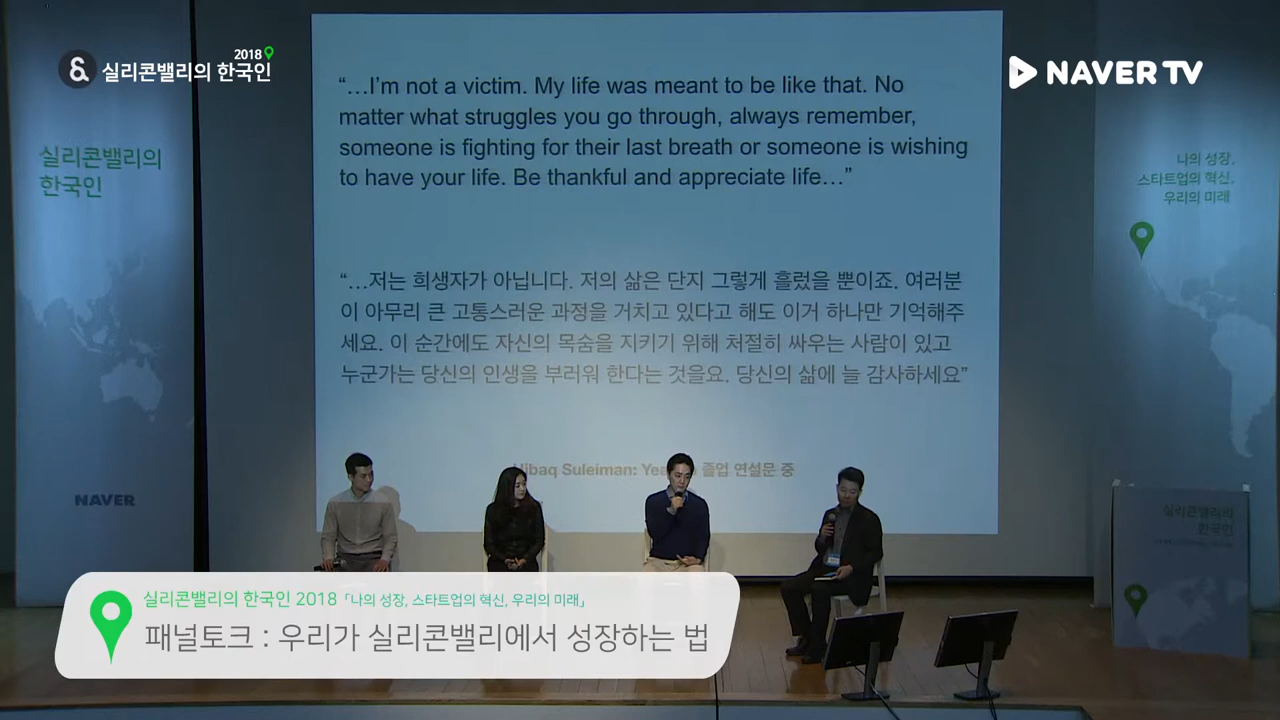 2018
실리콘밸리의 한국인
NAVER TV
실리콘밸리의
한국인
나의 성장,
스타트업의 혁신,
우리의 미래
“…I’m not a victim. My life was meant to be like that. No
matter what struggles you go through, always remember,
someone is fighting for their last breath or someone is wishing
to have your life. Be thankful and appreciate life…”
“…저는 희생자가 아닙니다. 저의 삶은 단지 그렇게 흘렀을 뿐이죠. 여러분
이 아무리 큰 고통스러운 과정을 거치고 있다고 해도 이거 하나만 기억해주
세요. 이 순간에도 자신의 목숨을 지키기 위해 처절히 싸우는 사람이 있고
누군가는 당신의 인생을 부러워 한다는 것을요. 당신의 삶에 늘 감사하세요”
Hibaq Suleiman: 졸업 연설문 중
NAVER
실리콘밸리의
한국인
실리콘밸리의 한국인 2018 「나의 성장, 스타트업의 혁신, 우리의 미래」
패널토크 : 우리가 실리콘밸리에서 성장하는 법